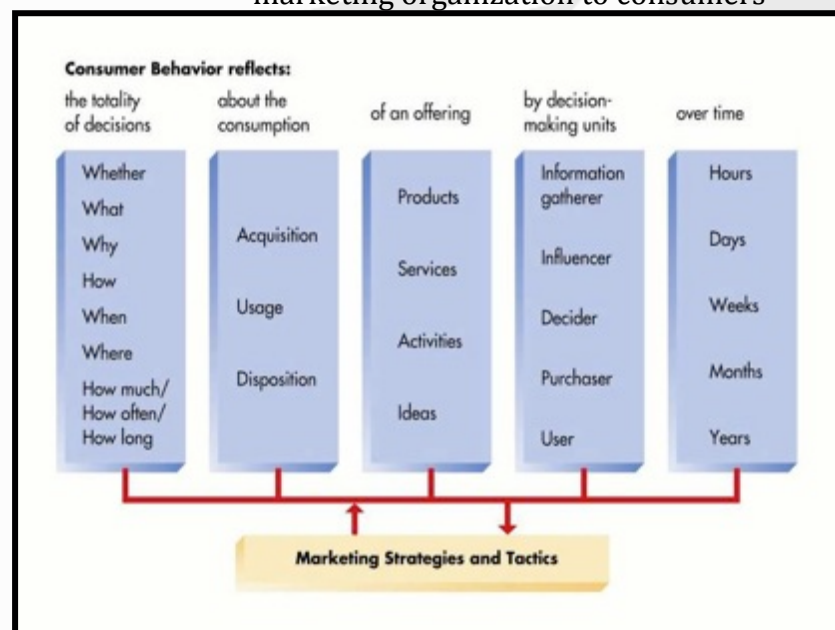 marketing organization to consumers
Consumer Behavior reflects:
the totality
of decisions
Whether
What
Why
How
When
Where
How much/
How often/
How long
about the
consumption
Acquisition
Usage
Disposition
of an offering
Products
Services
Activities
Ideas
by decision-
making units
Information
gatherer
Influencer
Decider
Purchaser
User
over time
Hours
Days
Weeks
Months
Years
Marketing Strategies and Tactics